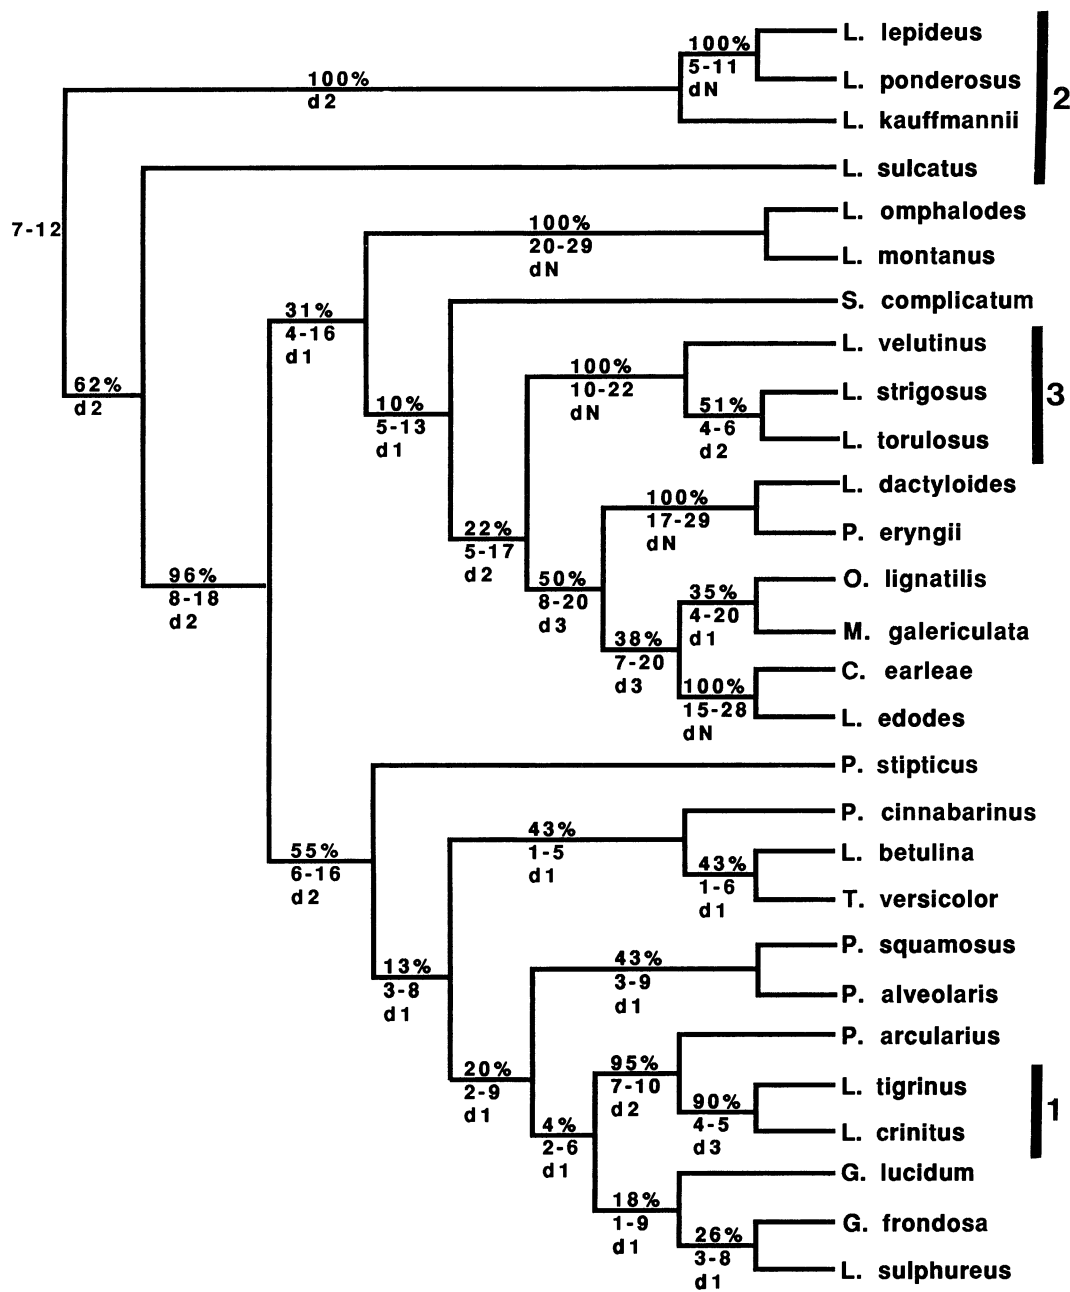 L. lepideus
100%
5-11
dN
L. ponderosus
100%
d2
2
L. kauffmannii
L. sulcatus
L. omphalodes
7-12
100%
20-29
dN
L. montanus
S. complicatum
31%
4-16
d1
L. velutinus
100%
10-22
dN
L. strigosus
3
62%
d2
10%
5-13
d1
51%
4-6
d2
L. torulosus
L. dactyloides
100%
17-29
dN
P. eryngii
22%
5-17
d2
96%
8-18
d2
50%
8-20
d3
O. lignatilis
35%
4-20
d1
M. galericulata
38%
7-20
d3
C. earleae
100%
15-28
dN
L. edodes
P. stipticus
P. cinnabarinus
43%
1-5
d1
L. betulina
55%
6-16
d2
43%
1-6
d1
T. versicolor
P. squamosus
43%
3-9
d1
13%
3-8
d1
P. alveolaris
P. arcularius
20%
2-9
d1
95%
7-10
d2
L. tigrinus
90%
4-5
d3
1
4%
2-6
d1
L. crinitus
G. lucidum
18%
1-9
d1
G. frondosa
26%
3-8
d1
L. sulphureus